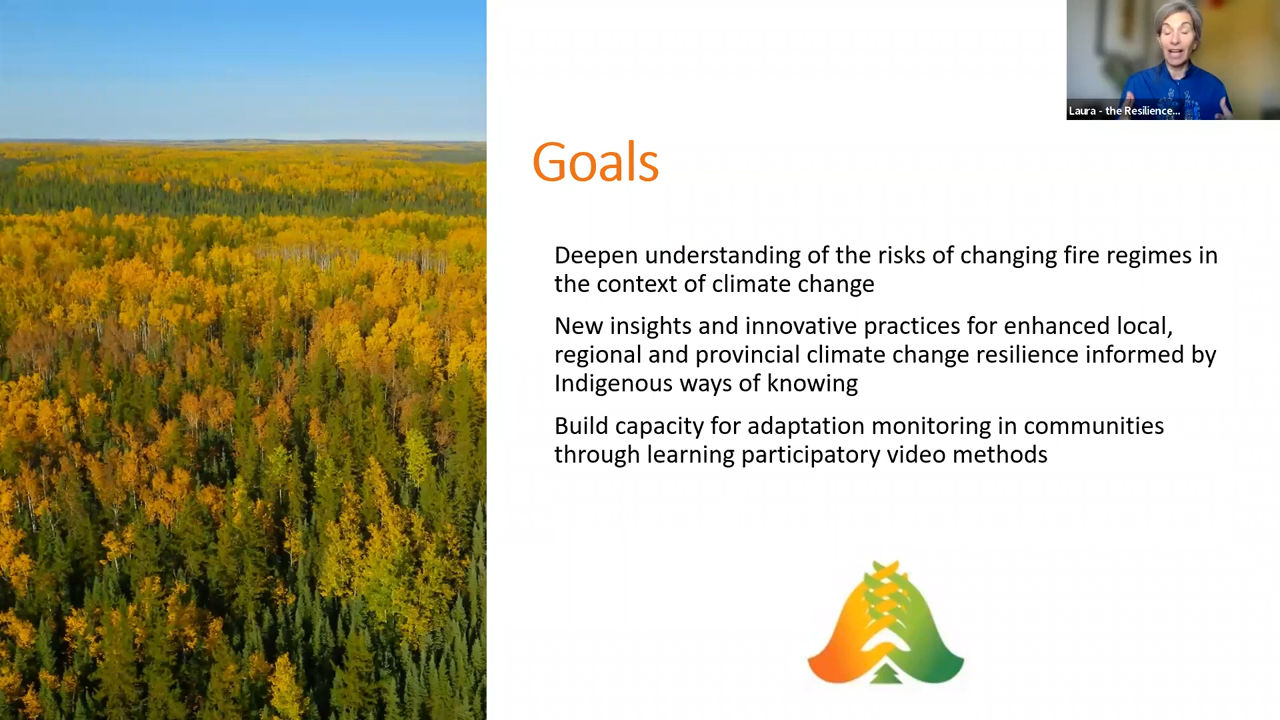 Laura - the Resilience...
Goals
Deepen understanding of the risks of changing fire regimes in
the context of climate change
New insights and innovative practices for enhanced local,
regional and provincial climate change resilience informed by
Indigenous ways of knowing
Build capacity for adaptation monitoring in communities
through learning participatory video methods